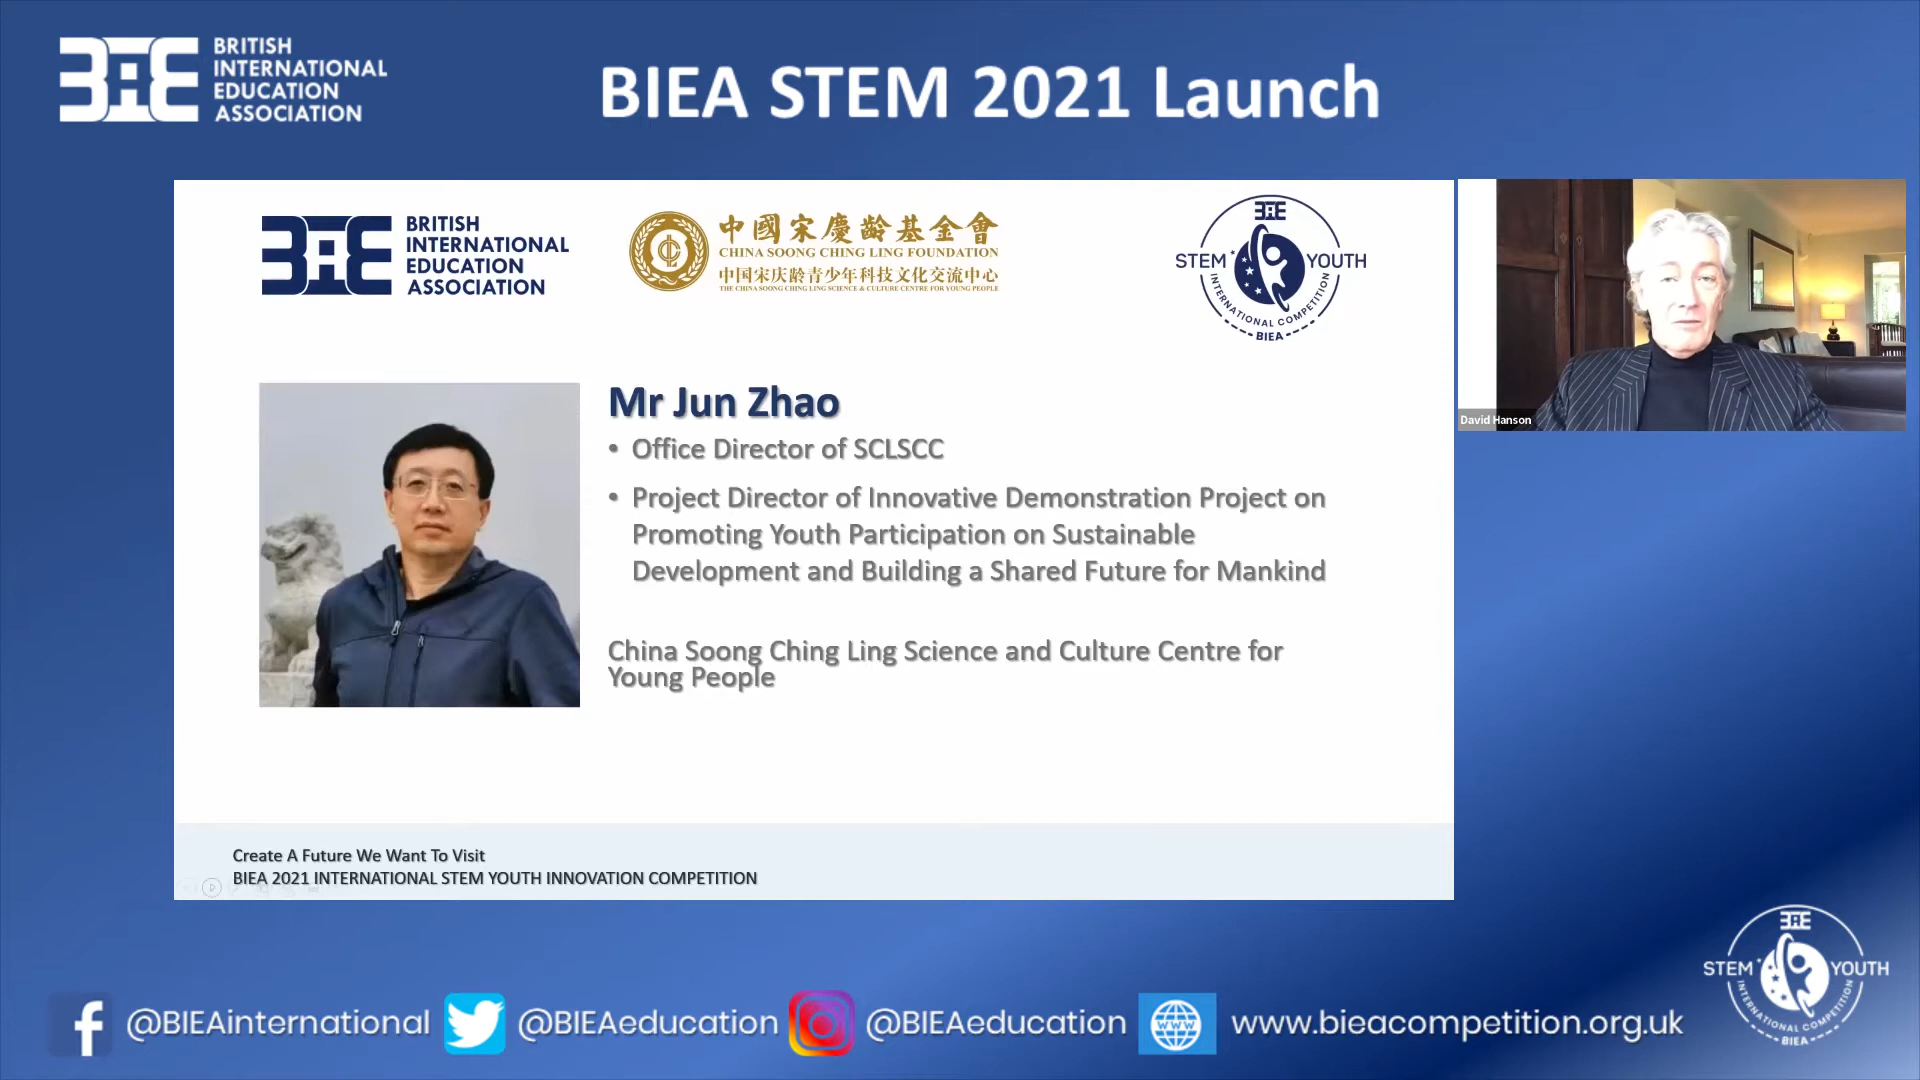 BRITISH
INTERNATIONAL
EDUCATION
ASSOCIATION
BIEA STEM 2021 Launch
BRITISH
INTERNATIONAL
EDUCATION
ASSOCIATION
中國宋慶齡基金會
CHINA SOONG CHING LING FOUNDATION
中国宋庆龄青少年科技文化交流中心
THE CHINA SOONG CHING LING SCIENCE & CULTURE CENTRE FOR YOUNG PEOPLE
STEM YOUTH
INTERNATIONAL COMPETITION
BIEA
David Hanson
Mr Jun Zhao
• Office Director of SCLSCC
• Project Director of Innovative Demonstration Project on
Promoting Youth Participation on Sustainable
Development and Building a Shared Future for Mankind
China Soong Ching Ling Science and Culture Centre for
Young People
Create A Future We Want To Visit
BIEA 2021 INTERNATIONAL STEM YOUTH INNOVATION COMPETITION
@BIEAinternational
@BIEAeducation
@BIEAeducation
WWW
www.bieacompetition.org.uk
STEM YOUTH
INTERNATIONAL COMPETITION
BIEA